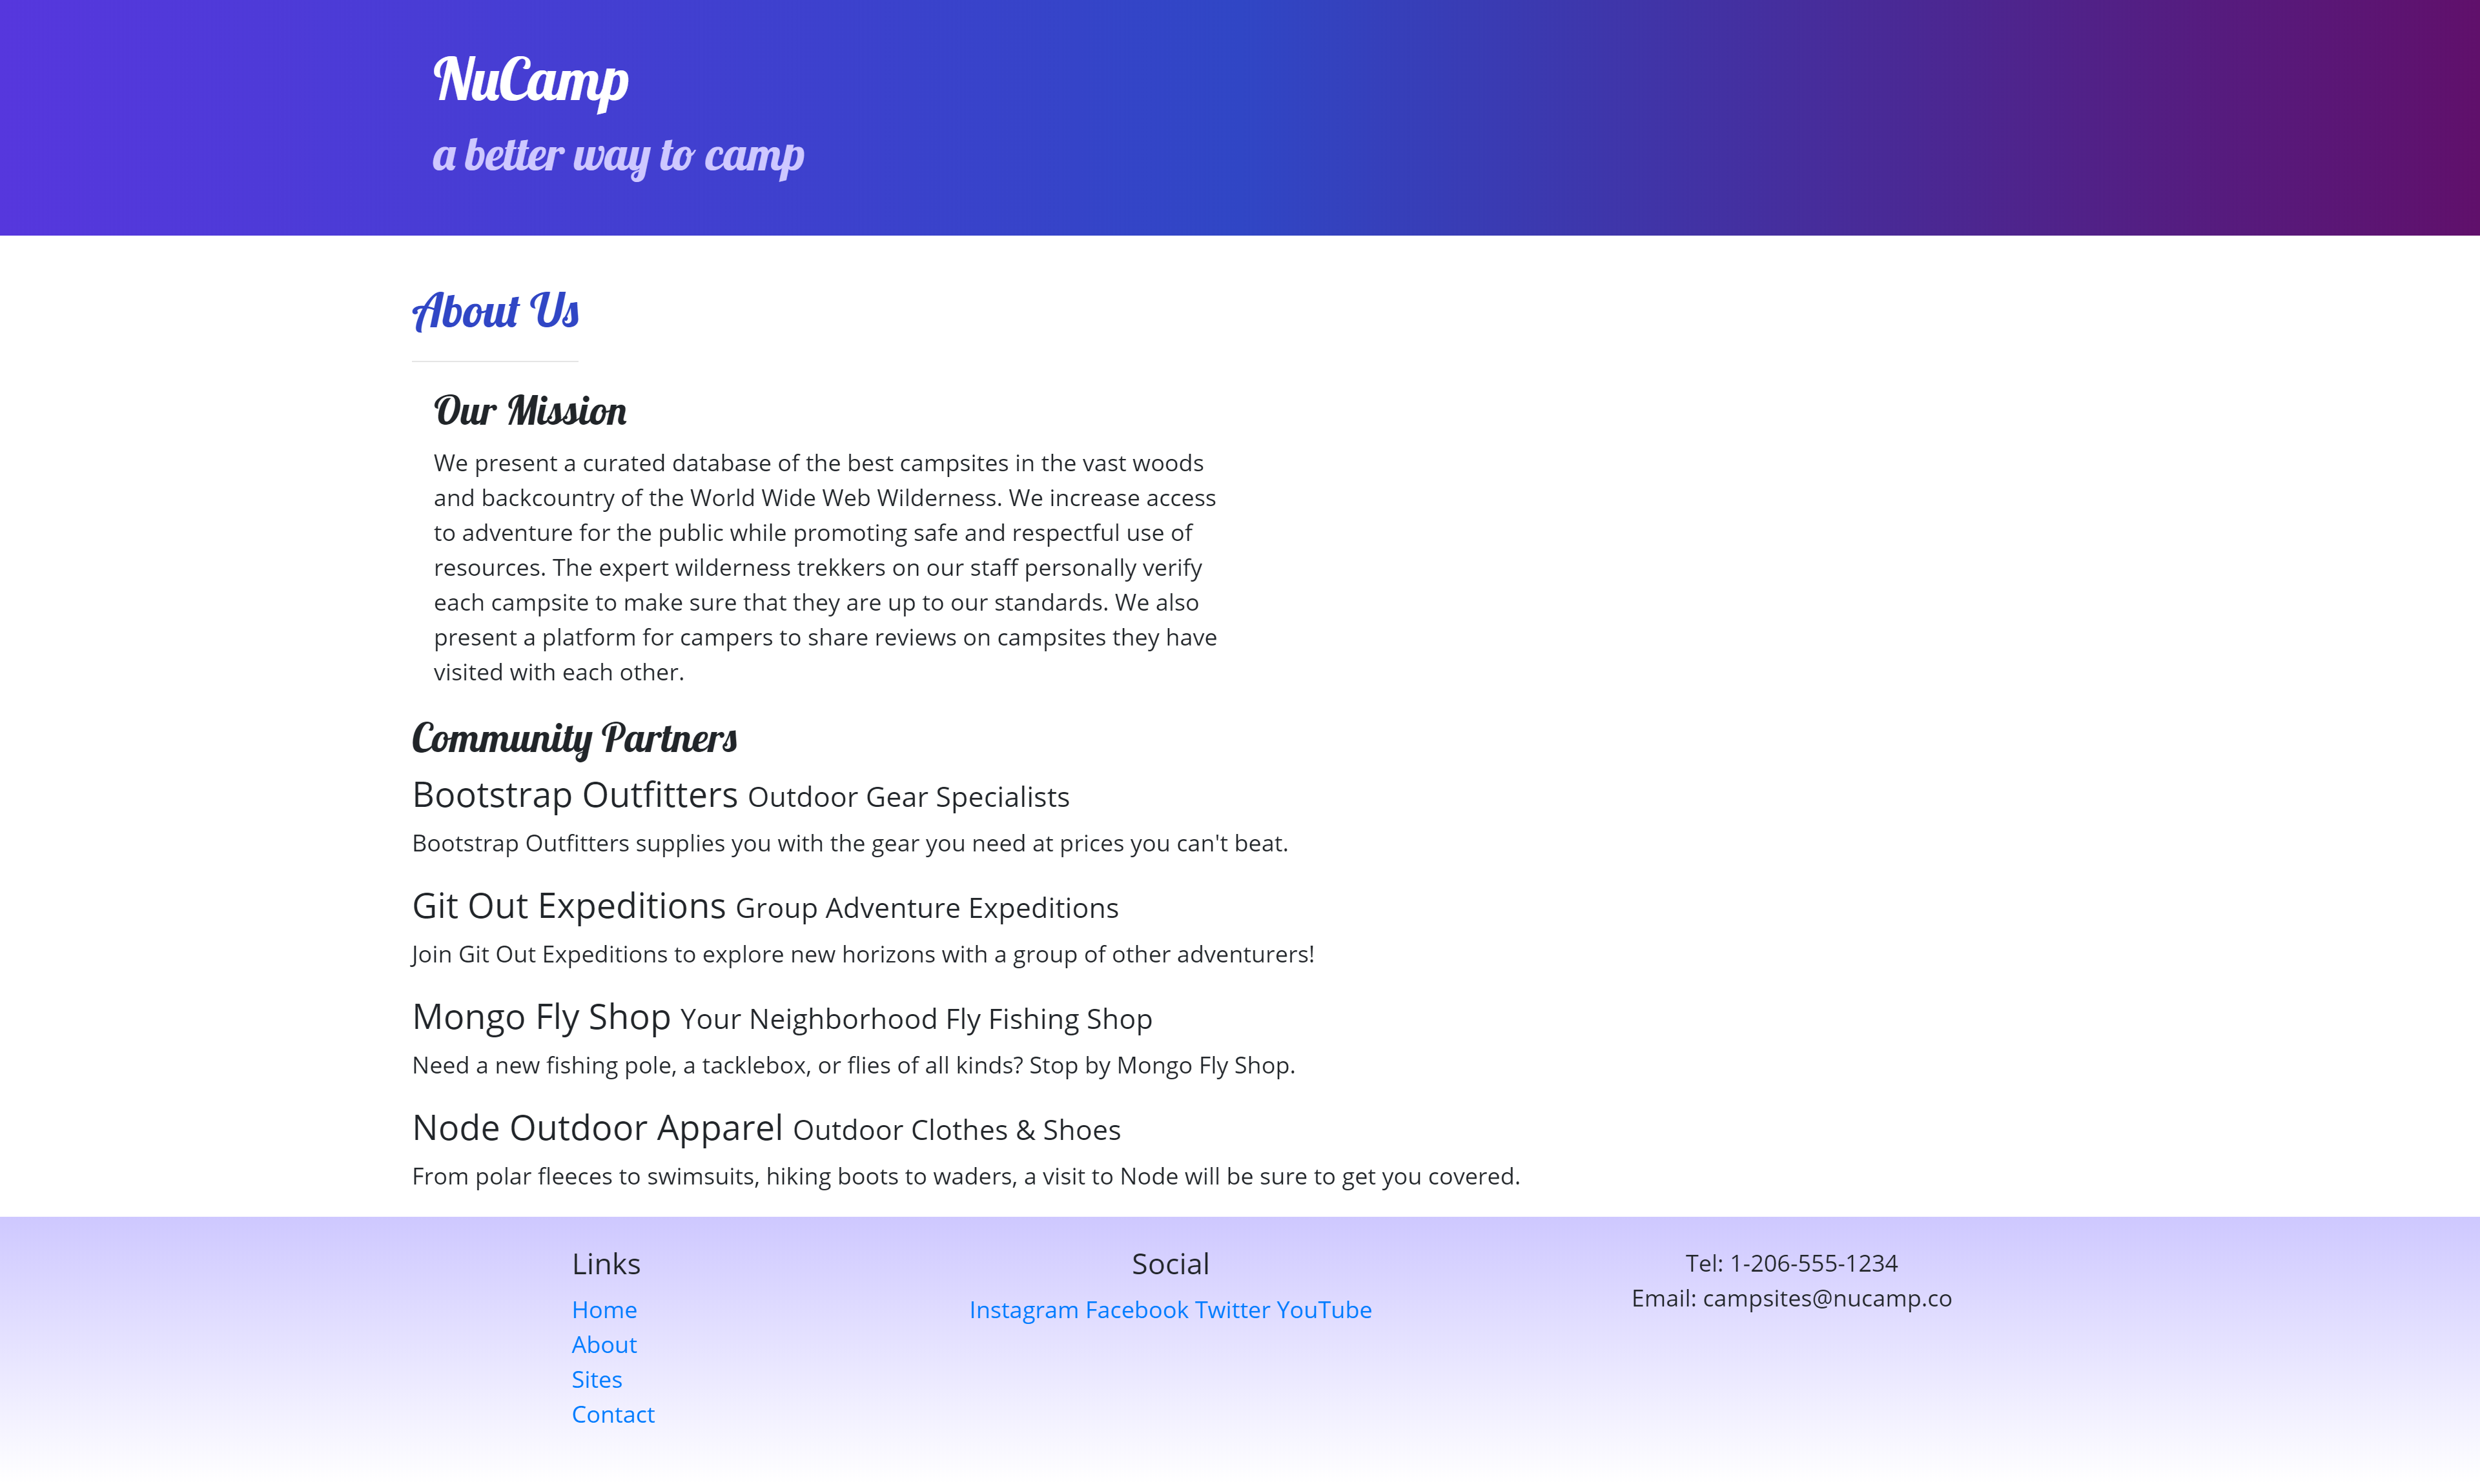 NuCamp
a better way to camp
About Us
Our Mission
We present a curated database of the best campsites in the vast woods
and backcountry of the World Wide Web Wilderness. We increase access
to adventure for the public while promoting safe and respectful use of
resources. The expert wilderness trekkers on our staff personally verify
each campsite to make sure that they are up to our standards. We also
present a platform for campers to share reviews on campsites they have
visited with each other.
Community Partners
Bootstrap Outfitters Outdoor Gear Specialists
Bootstrap Outfitters supplies you with the gear you need at prices you can't beat.
Git Out Expeditions Group Adventure Expeditions
Join Git Out Expeditions to explore new horizons with a group of other adventurers!
Mongo Fly Shop Your Neighborhood Fly Fishing Shop
Need a new fishing pole, a tacklebox, or flies of all kinds? Stop by Mongo Fly Shop.
Node Outdoor Apparel Outdoor Clothes & Shoes
From polar fleeces to swimsuits, hiking boots to waders, a visit to Node will be sure to get you covered.
Links
Home
About
Sites
Contact
Social
Instagram Facebook Twitter YouTube
Tel: 1-206-555-1234
Email: campsites@nucamp.co